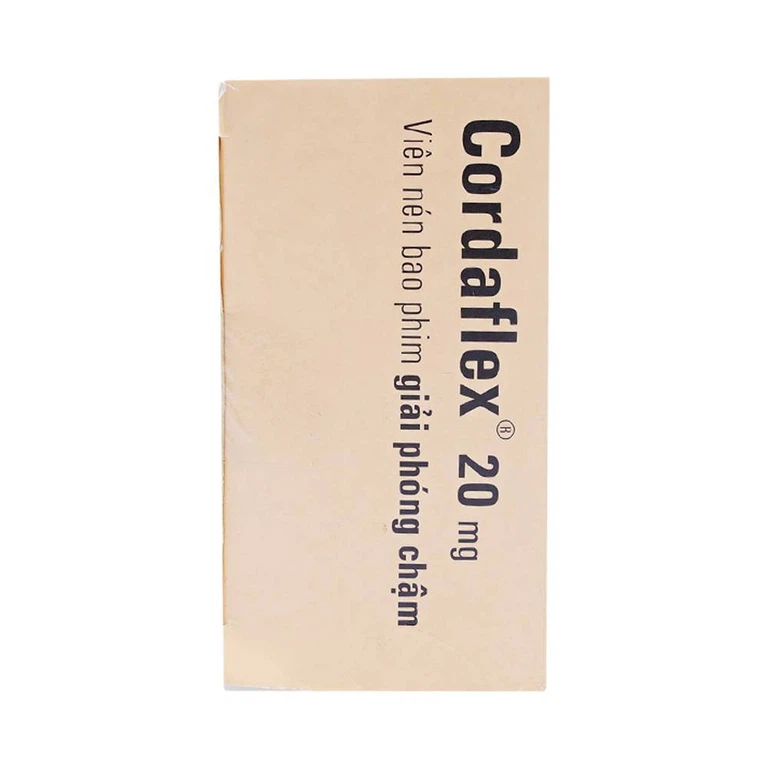 Cordaflex® 20 mg
Viên nén bao phim giải phóng chậm